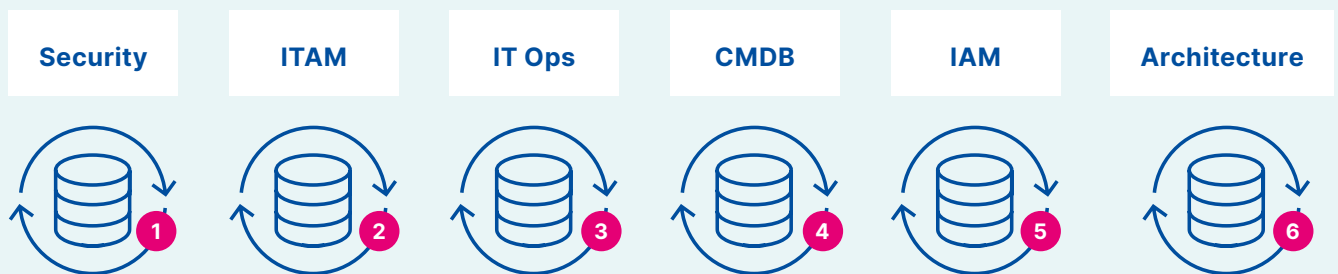 Security
ITAM
IT Ops
CMDB
IAM
Architecture
1
2
3
4
5
6